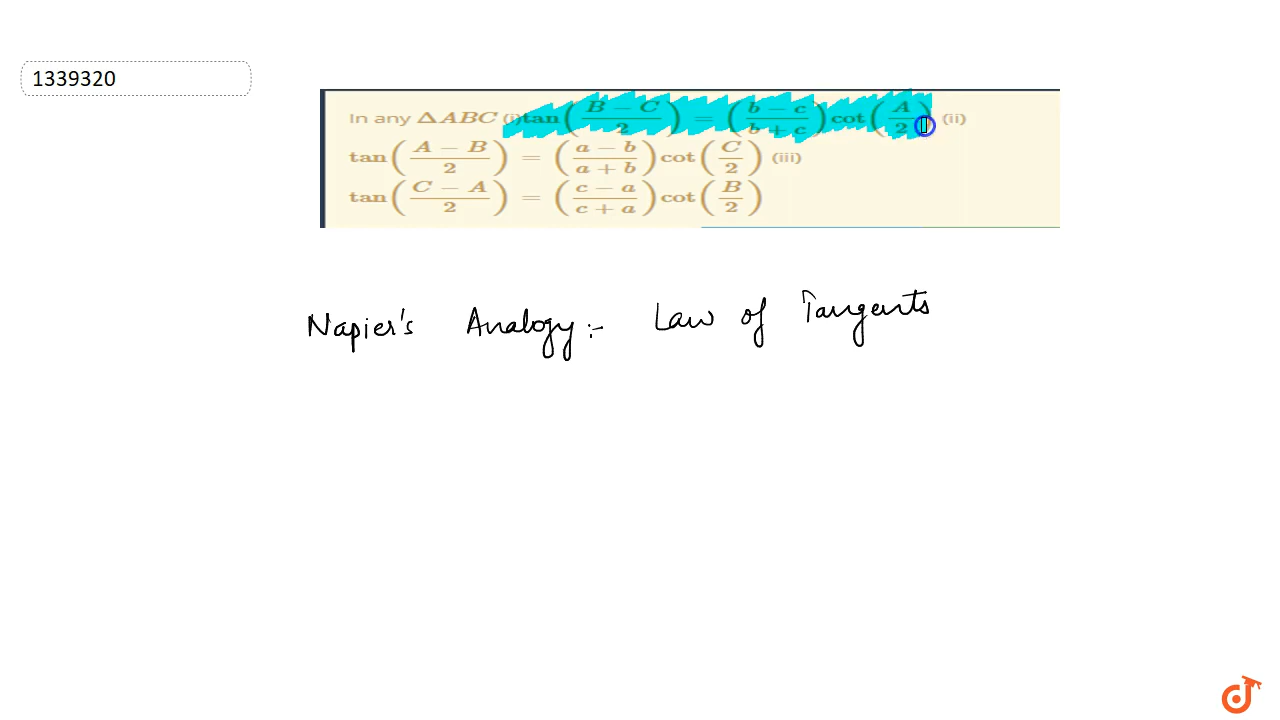 1339320
In any ΔABC (i) tan((B − C)/2) = ((b − c)/(b + c)) cot(A/2) (ii)
tan((A − B)/2) = ((a − b)/(a + b)) cot(C/2) (iii)
tan((C − A)/2) = ((c − a)/(c + a)) cot(B/2)
Napier's Analogy:- Law of Tangents